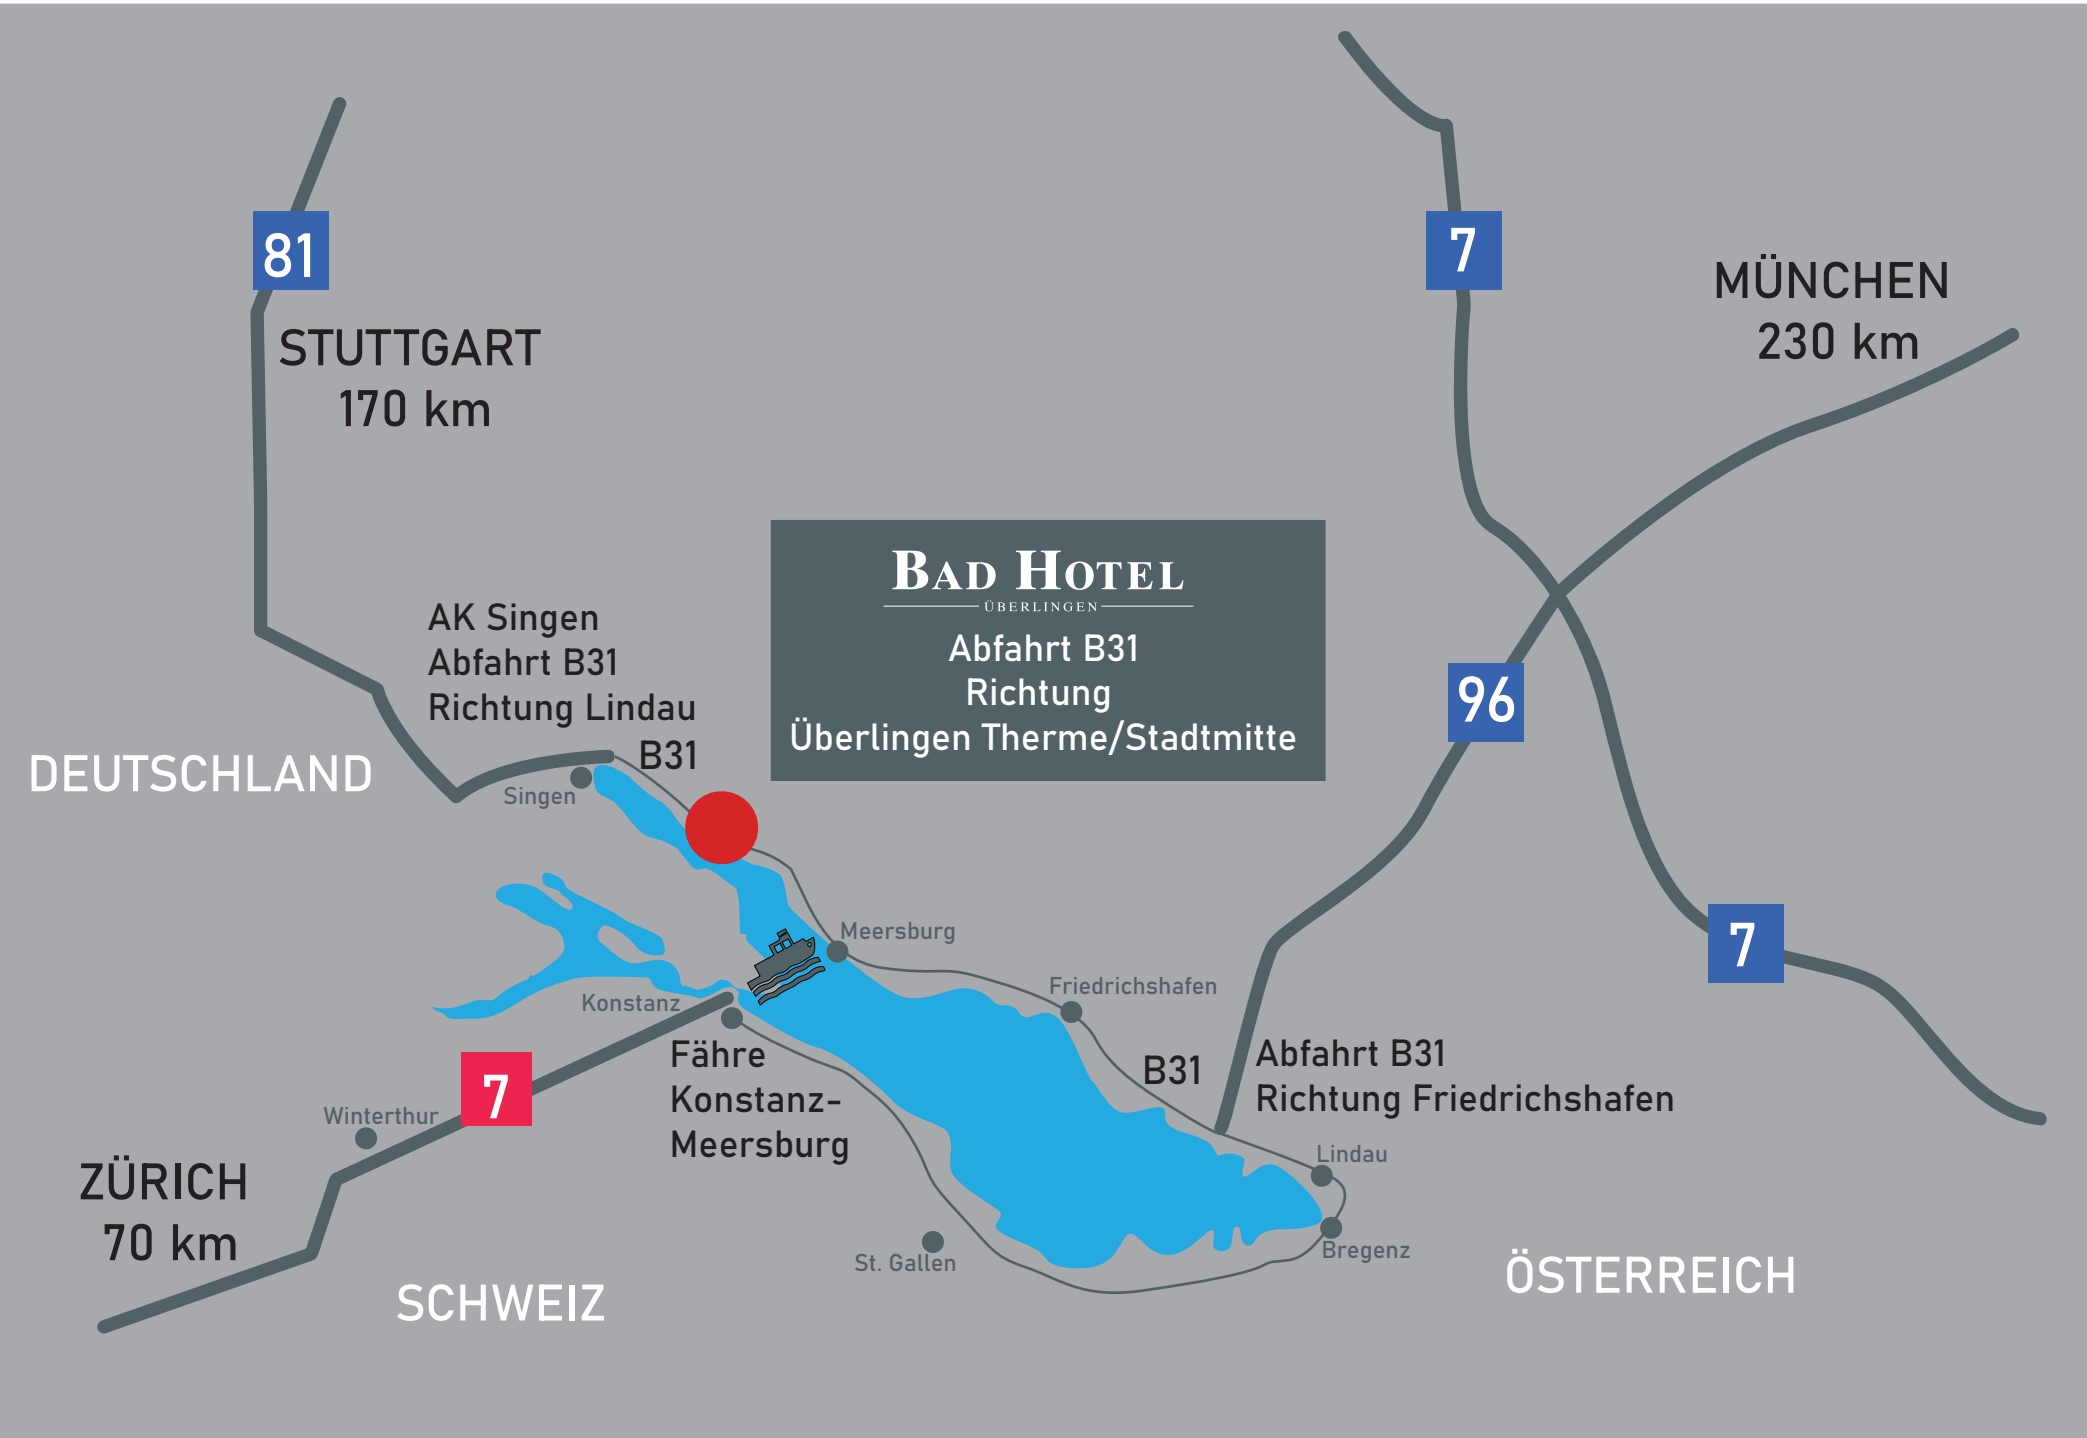 81
7
STUTTGART
170 km
MÜNCHEN
230 km
BAD HOTEL
ÜBERLINGEN
Abfahrt B31
Richtung
Überlingen Therme/Stadtmitte
AK Singen
Abfahrt B31
Richtung Lindau
B31
96
DEUTSCHLAND
Singen
Meersburg
7
Konstanz
Friedrichshafen
Fähre
Konstanz-
Meersburg
B31
Abfahrt B31
Richtung Friedrichshafen
7
Winterthur
ZÜRICH
70 km
Lindau
St. Gallen
Bregenz
SCHWEIZ
ÖSTERREICH